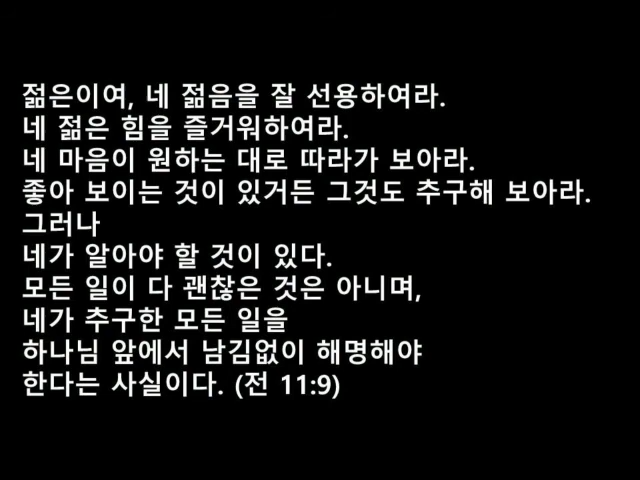 젊은이여, 네 젊음을 잘 선용하여라.
네 젊은 힘을 즐거워하여라.
네 마음이 원하는 대로 따라가 보아라.
좋아 보이는 것이 있거든 그것도 추구해 보아라.
그러나
네가 알아야 할 것이 있다.
모든 일이 다 괜찮은 것은 아니며,
네가 추구한 모든 일을
하나님 앞에서 남김없이 해명해야
한다는 사실이다. (전 11:9)